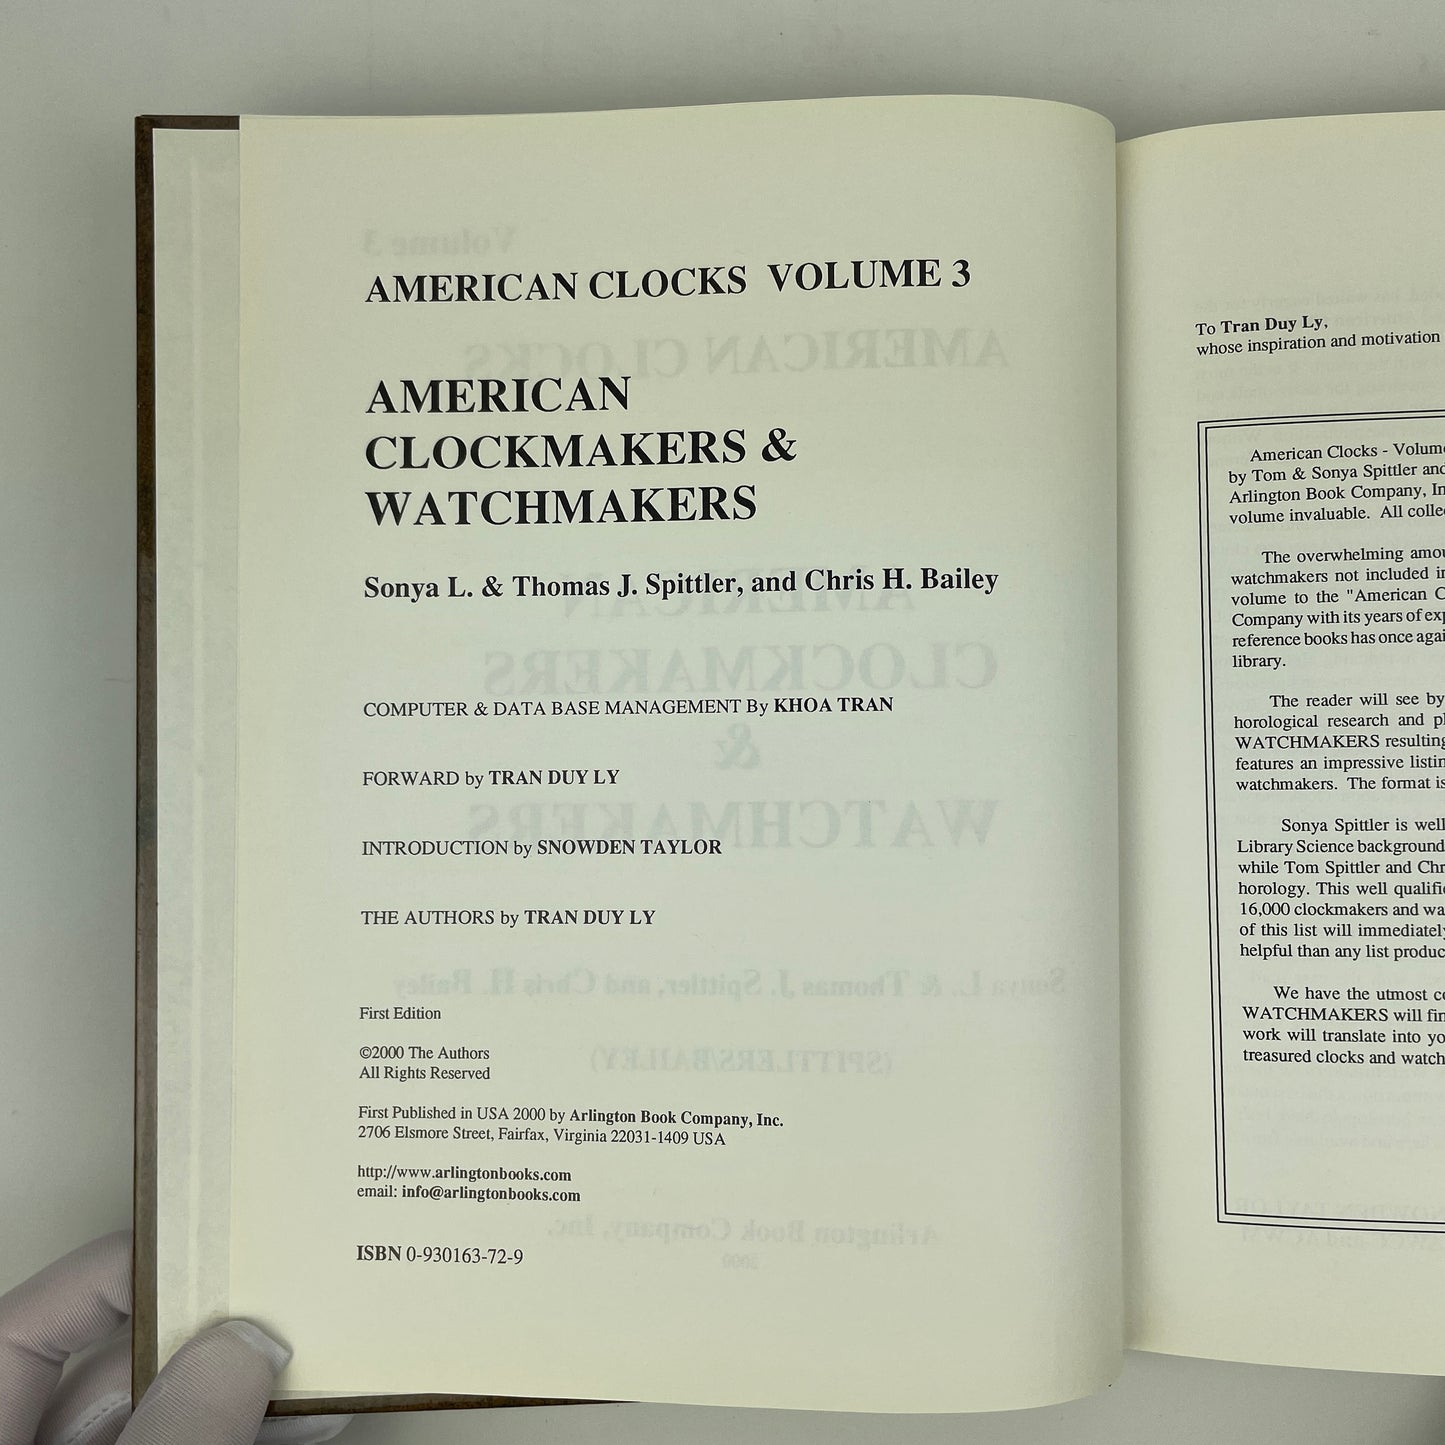 AMERICAN CLOCKS VOLUME 3
AMERICAN
CLOCKMAKERS &
WATCHMAKERS
Sonya L. & Thomas J. Spittler, and Chris H. Bailey
COMPUTER & DATA BASE MANAGEMENT By KHOA TRAN
FORWARD by TRAN DUY LY
INTRODUCTION by SNOWDEN TAYLOR
THE AUTHORS by TRAN DUY LY
First Edition
©2000 The Authors
All Rights Reserved
First Published in USA 2000 by Arlington Book Company, Inc.
2706 Elsmore Street, Fairfax, Virginia 22031-1409 USA
http://www.arlingtonbooks.com
email: info@arlingtonbooks.com
ISBN 0-930163-72-9
To Tran Duy Ly,
whose inspiration and motivation
American Clocks - Volume
by Tom & Sonya Spittler and
Arlington Book Company, In
volume invaluable. All colle
The overwhelming amou
watchmakers not included i
volume to the "American C
Company with its years of exp
reference books has once agai
library.
The reader will see by
horological research and pl
WATCHMAKERS resulting
features an impressive listin
watchmakers. The format is
Sonya Spittler is well
Library Science background
while Tom Spittler and Chr
horology. This well qualifi
16,000 clockmakers and wa
of this list will immediately
helpful than any list produc
We have the utmost c
WATCHMAKERS will fin
work will translate into yo
treasured clocks and watch